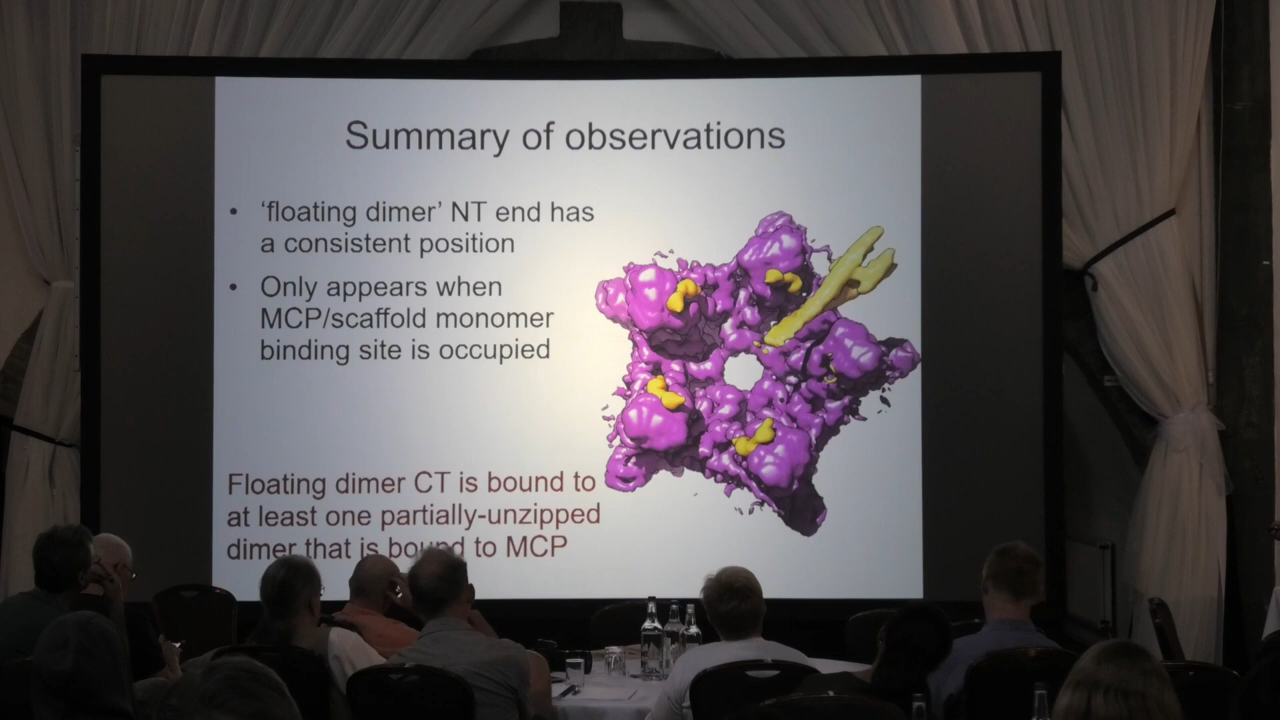 Summary of observations
• ‘floating dimer’ NT end has
a consistent position
• Only appears when
MCP/scaffold monomer
binding site is occupied
Floating dimer CT is bound to
at least one partially-unzipped
dimer that is bound to MCP